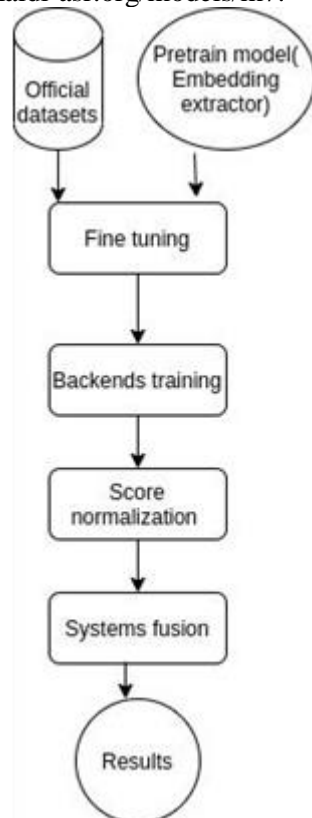 Official
datasets
Pretrain model(
Embedding
extractor)
Fine tuning
Backends training
Score
normalization
Systems fusion
Results